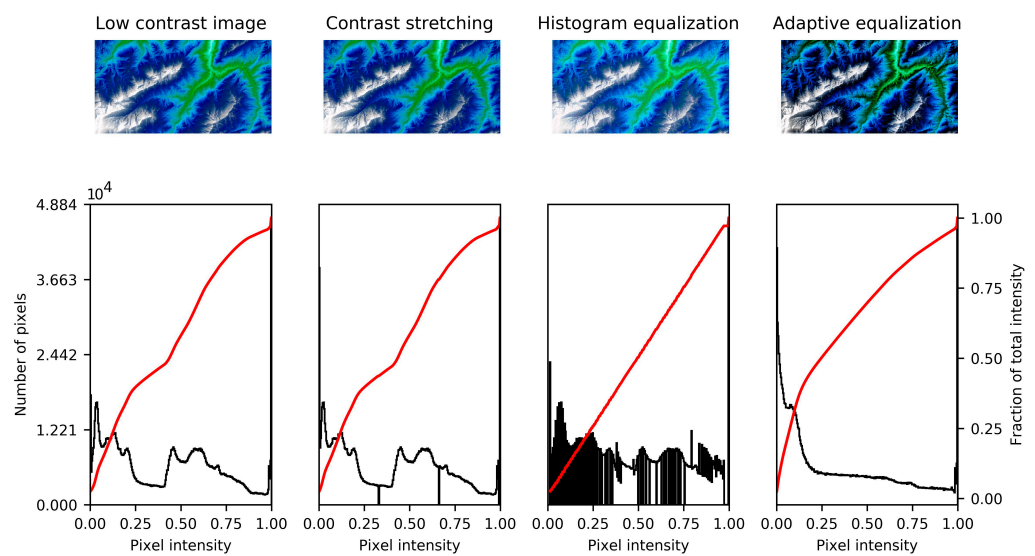 Low contrast image
Contrast stretching
Histogram equalization
Adaptive equalization
10^4
4.884
3.663
2.442
1.221
0.000
Number of pixels
0.00 0.25 0.50 0.75 1.00
Pixel intensity
0.00 0.25 0.50 0.75 1.00
Pixel intensity
0.00 0.25 0.50 0.75 1.00
Pixel intensity
0.00 0.25 0.50 0.75 1.00
Pixel intensity
1.00
0.75
0.50
0.25
0.00
Fraction of total intensity